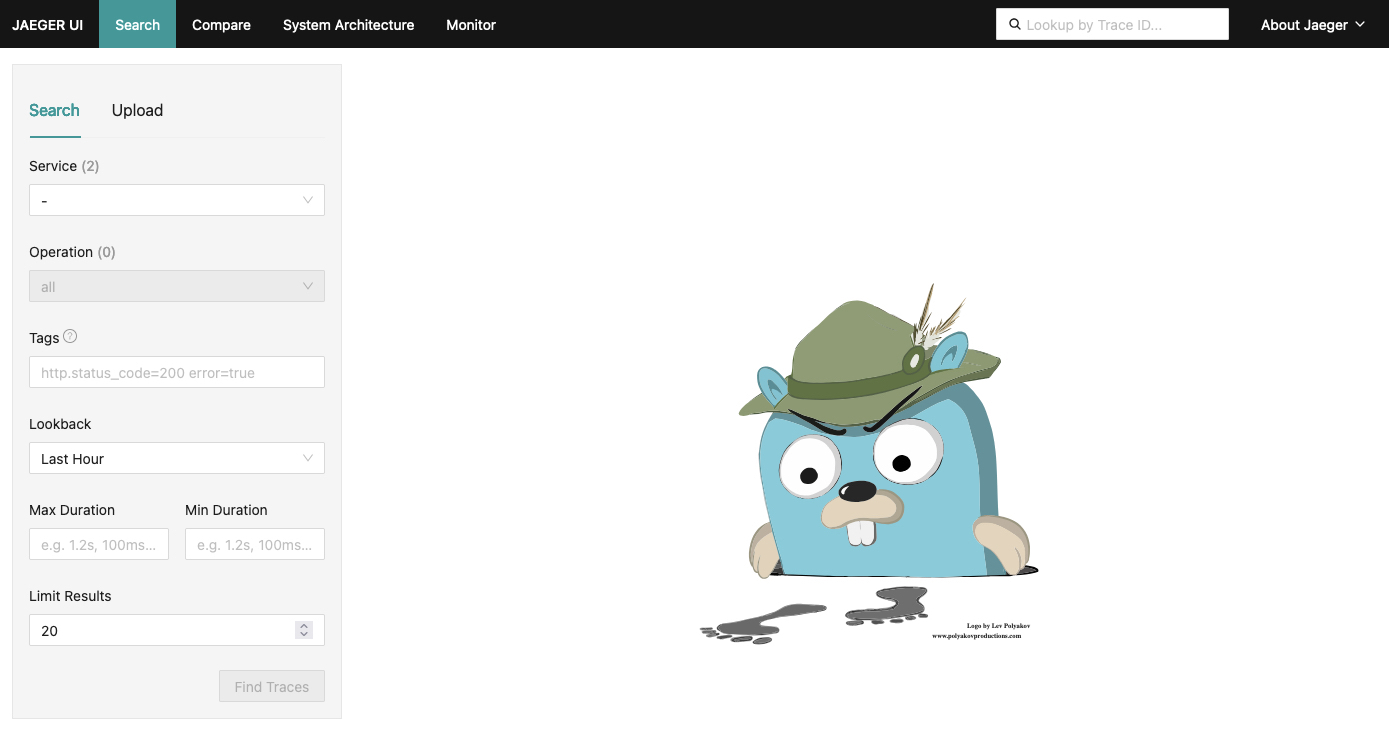 JAEGER UI Search Compare System Architecture Monitor Lookup by Trace ID... About Jaeger
Search Upload
Service (2)
-
Operation (0)
all
Tags ?
http.status_code=200 error=true
Lookback
Last Hour
Max Duration Min Duration
e.g. 1.2s, 100ms... e.g. 1.2s, 100ms...
Limit Results
20
Find Traces
Logo by Lev Polyakov
www.polyakovproductions.com